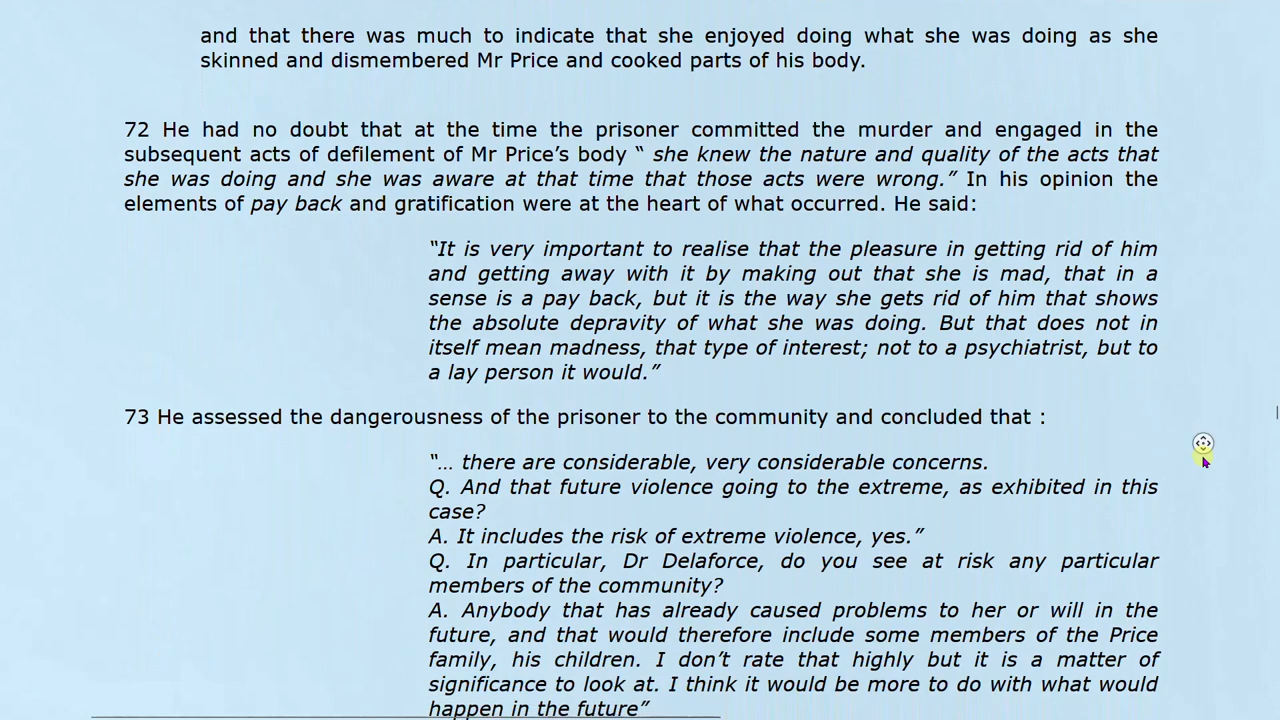 and that there was much to indicate that she enjoyed doing what she was doing as she
skinned and dismembered Mr Price and cooked parts of his body.
72 He had no doubt that at the time the prisoner committed the murder and engaged in the
subsequent acts of defilement of Mr Price’s body “ she knew the nature and quality of the acts that
she was doing and she was aware at that time that those acts were wrong.” In his opinion the
elements of pay back and gratification were at the heart of what occurred. He said:
“It is very important to realise that the pleasure in getting rid of him
and getting away with it by making out that she is mad, that in a
sense is a pay back, but it is the way she gets rid of him that shows
the absolute depravity of what she was doing. But that does not in
itself mean madness, that type of interest; not to a psychiatrist, but to
a lay person it would.”
73 He assessed the dangerousness of the prisoner to the community and concluded that :
“… there are considerable, very considerable concerns.
Q. And that future violence going to the extreme, as exhibited in this
case?
A. It includes the risk of extreme violence, yes.”
Q. In particular, Dr Delaforce, do you see at risk any particular
members of the community?
A. Anybody that has already caused problems to her or will in the
future, and that would therefore include some members of the Price
family, his children. I don’t rate that highly but it is a matter of
significance to look at. I think it would be more to do with what would
happen in the future”